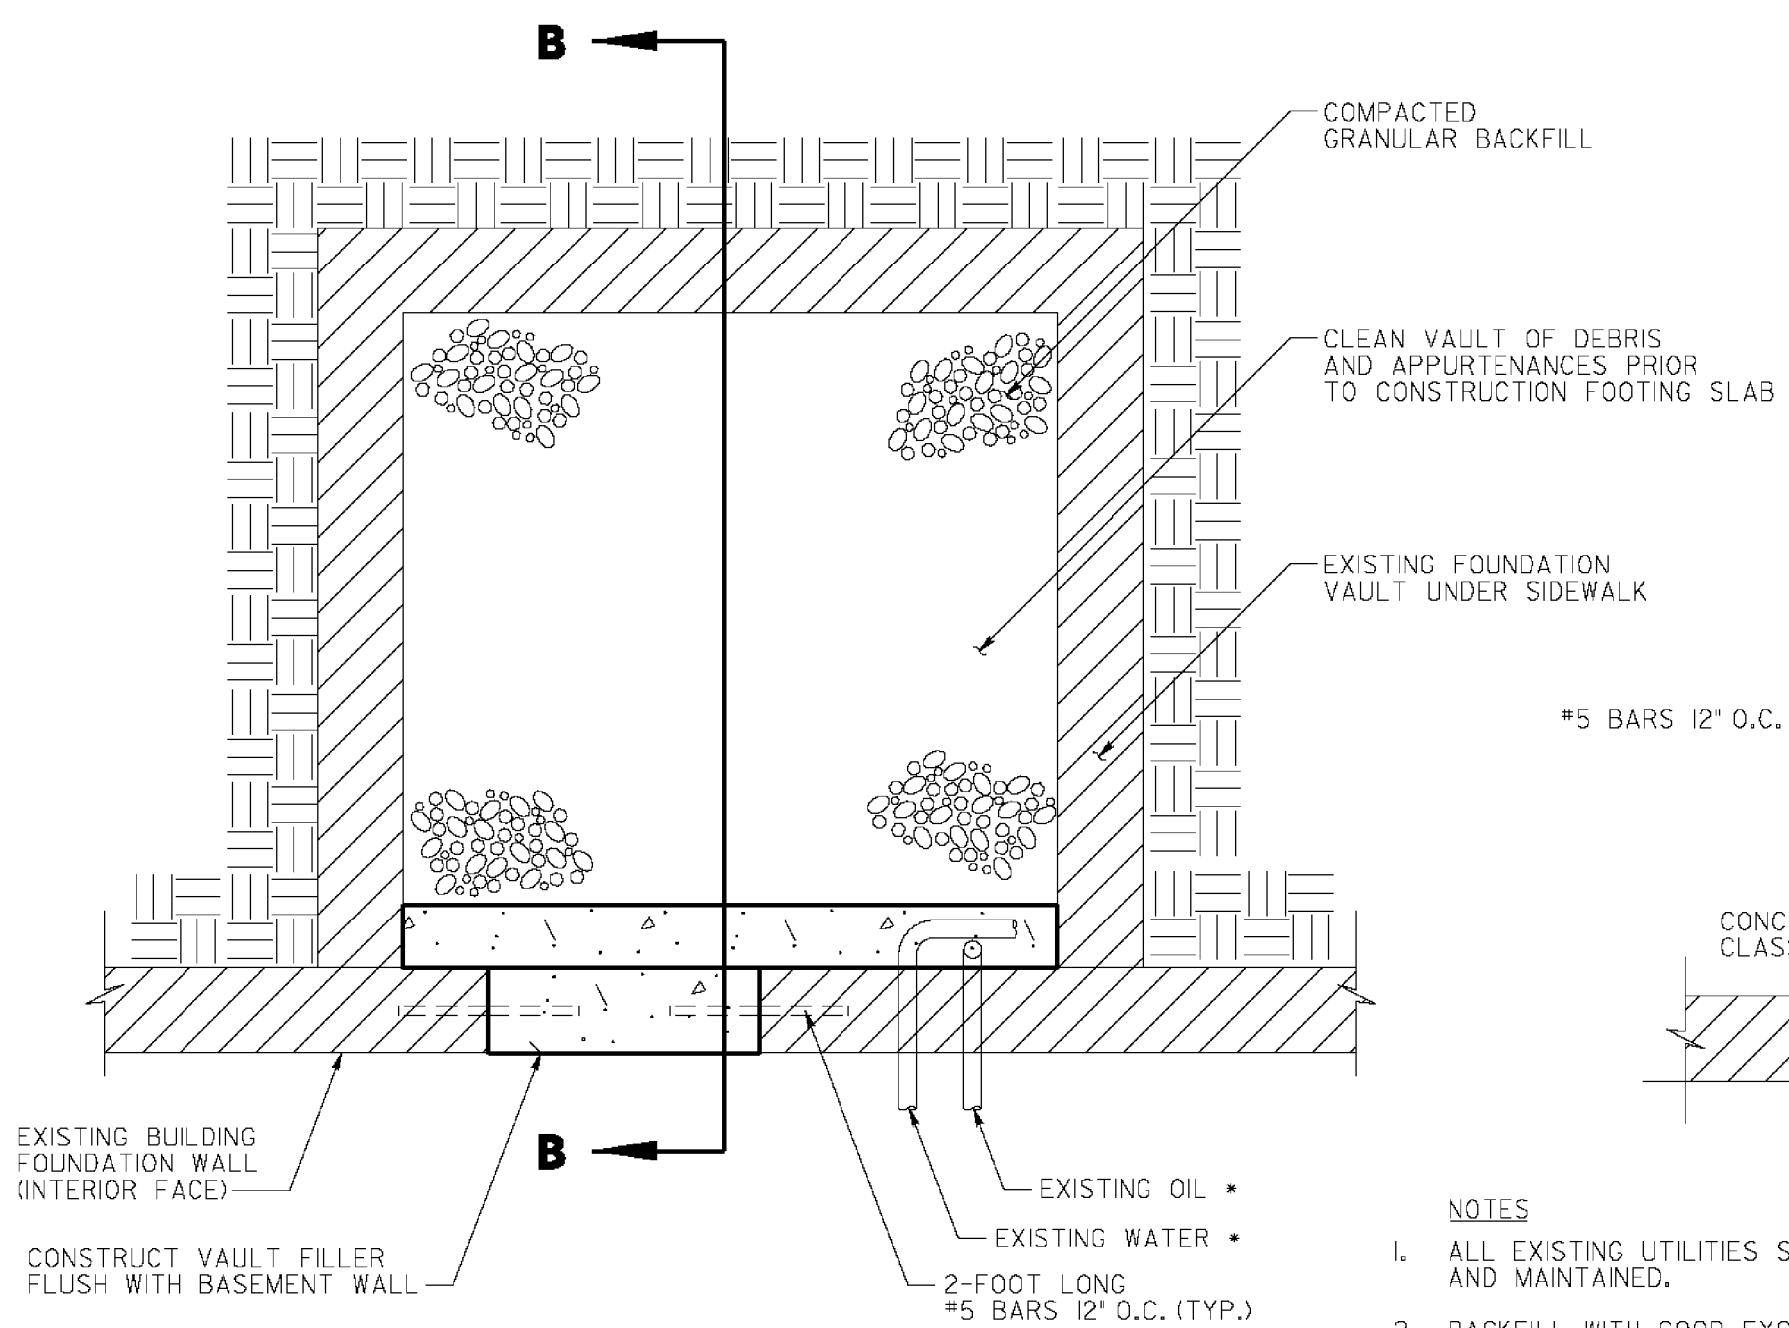 B
COMPACTED
GRANULAR BACKFILL
CLEAN VAULT OF DEBRIS
AND APPURTENANCES PRIOR
TO CONSTRUCTION FOOTING SLAB
EXISTING FOUNDATION
VAULT UNDER SIDEWALK
#5 BARS 12" O.C.
CONC
CLAS
B
EXISTING BUILDING
FOUNDATION WALL
(INTERIOR FACE)
CONSTRUCT VAULT FILLER
FLUSH WITH BASEMENT WALL
EXISTING OIL *
EXISTING WATER *
2-FOOT LONG
#5 BARS 12" O.C. (TYP.)
NOTES
1. ALL EXISTING UTILITIES S
AND MAINTAINED.